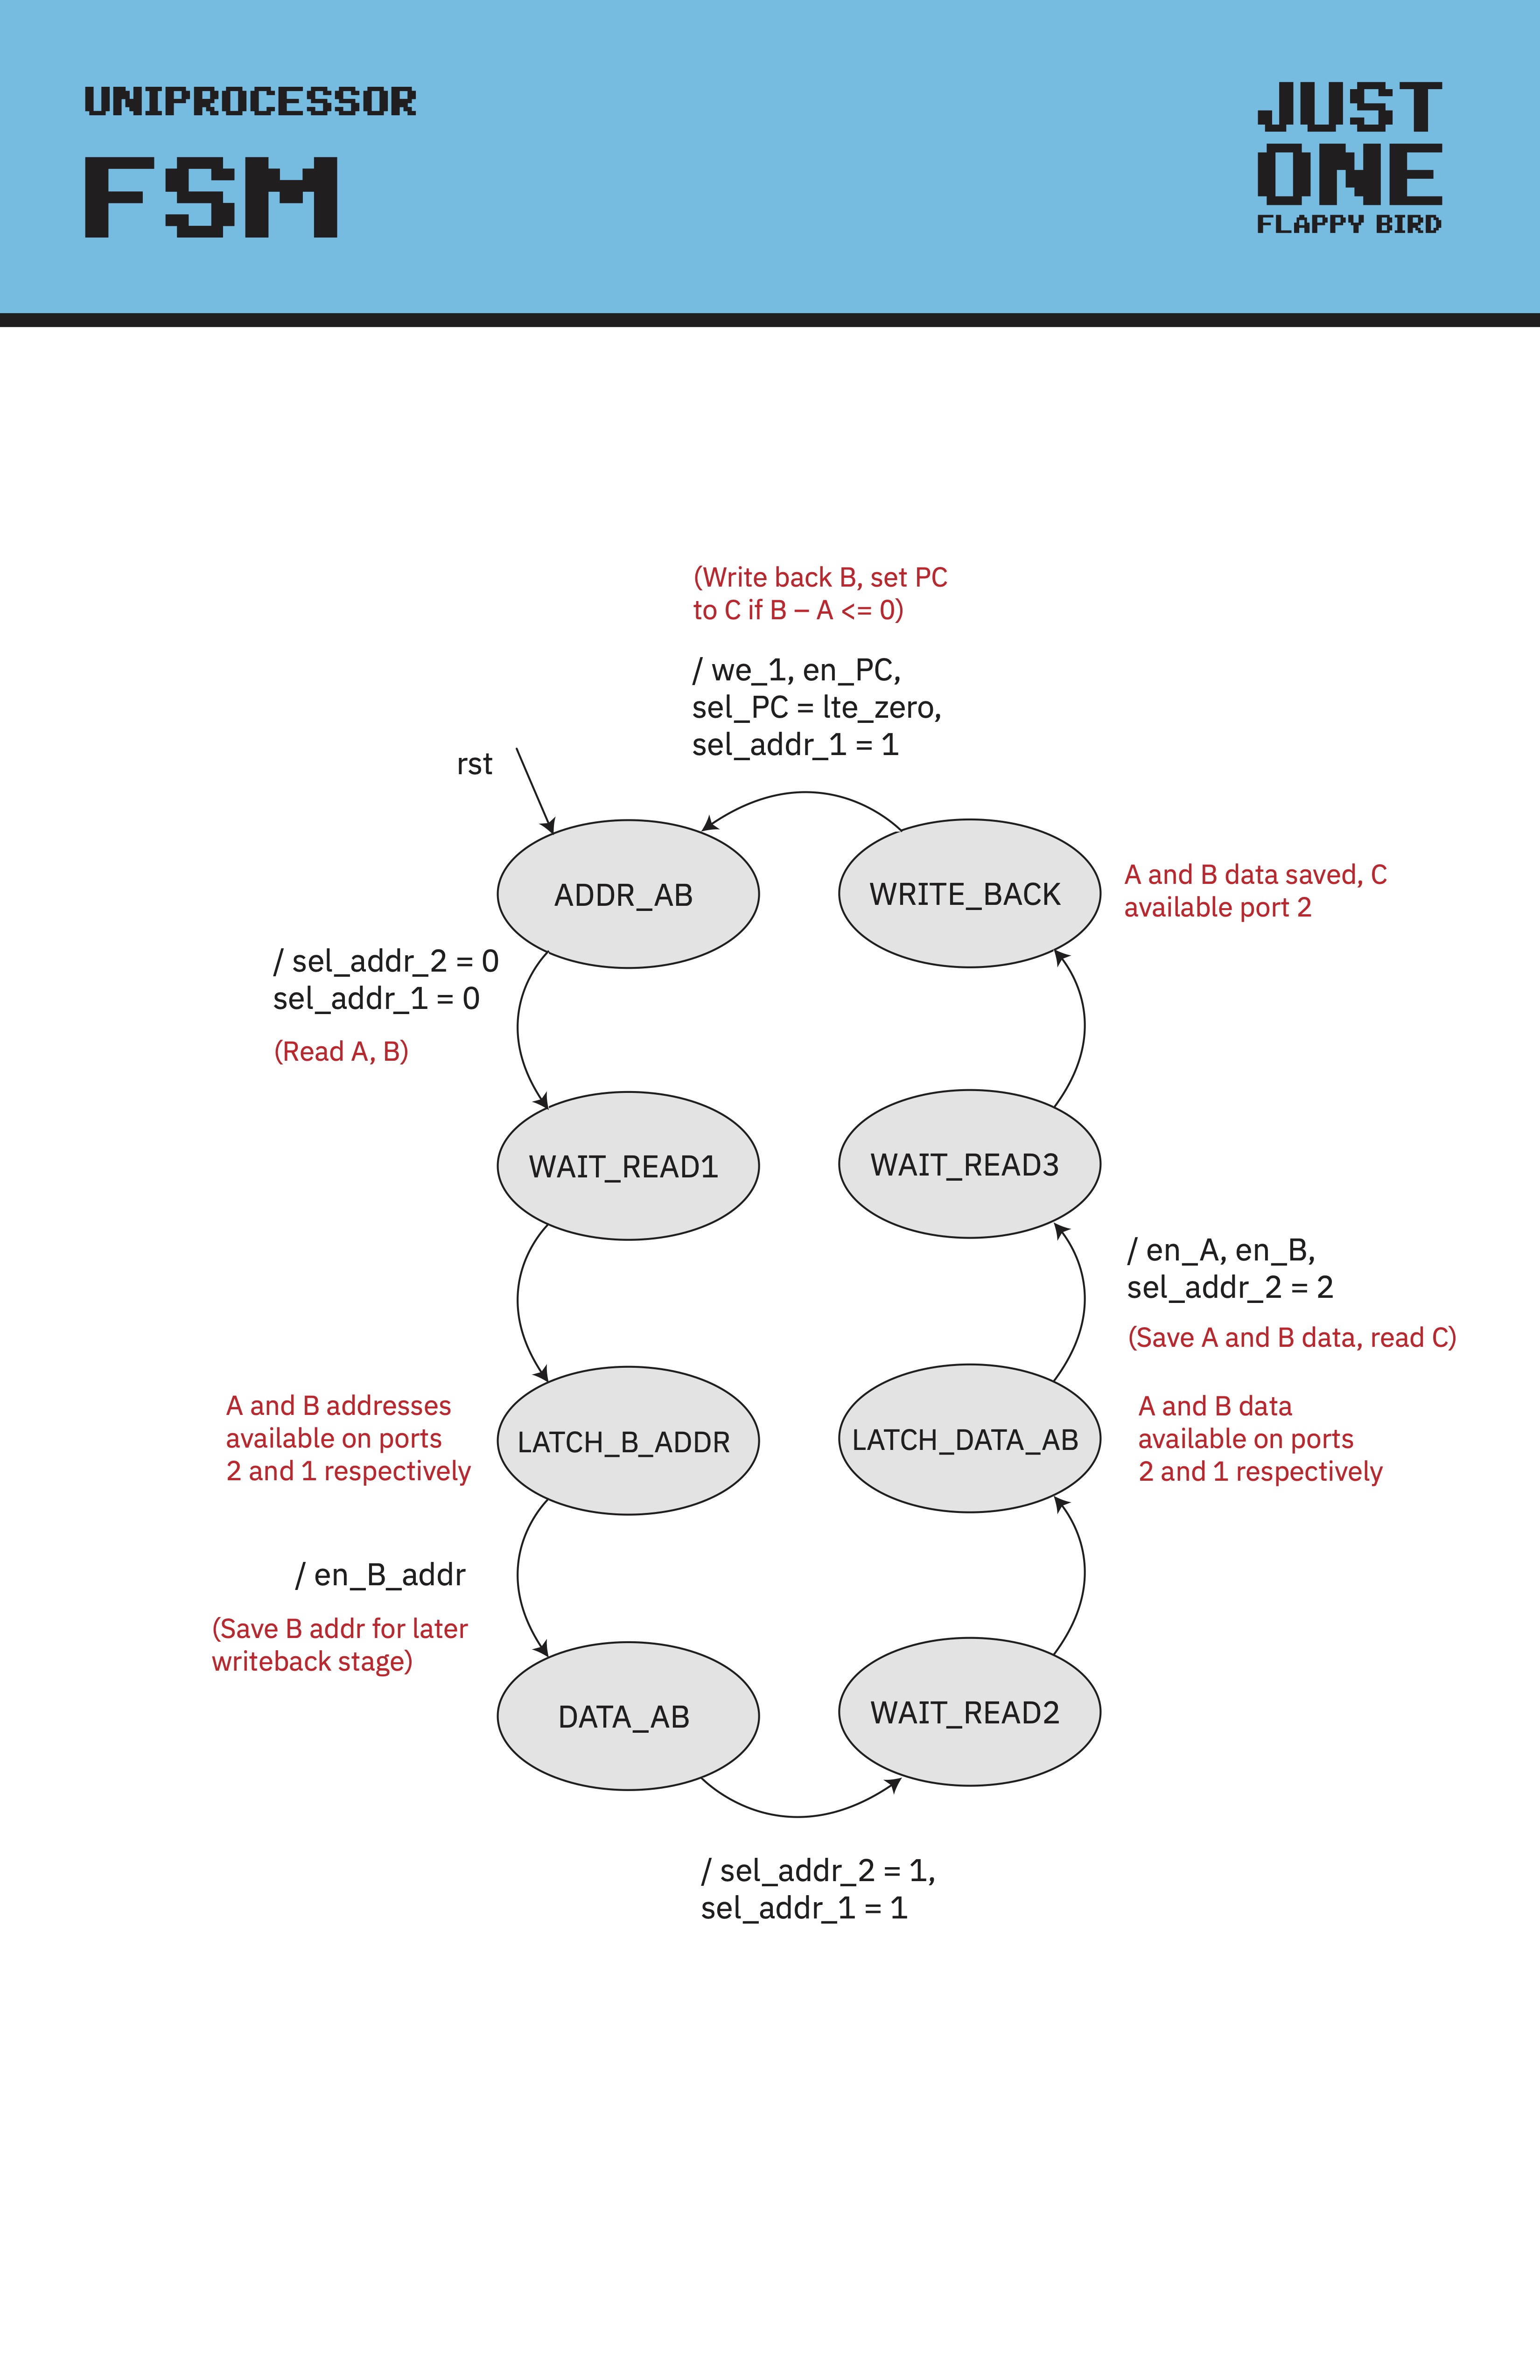 UNIPROCESSOR
FSM
JUST
ONE
FLAPPY BIRD
(Write back B, set PC
to C if B – A <= 0)
/ we_1, en_PC,
sel_PC = lte_zero,
sel_addr_1 = 1
rst
ADDR_AB
WRITE_BACK
A and B data saved, C
available port 2
/ sel_addr_2 = 0
sel_addr_1 = 0
(Read A, B)
WAIT_READ1
WAIT_READ3
/ en_A, en_B,
sel_addr_2 = 2
(Save A and B data, read C)
A and B addresses
available on ports
2 and 1 respectively
LATCH_B_ADDR
LATCH_DATA_AB
A and B data
available on ports
2 and 1 respectively
/ en_B_addr
(Save B addr for later
writeback stage)
DATA_AB
WAIT_READ2
/ sel_addr_2 = 1,
sel_addr_1 = 1